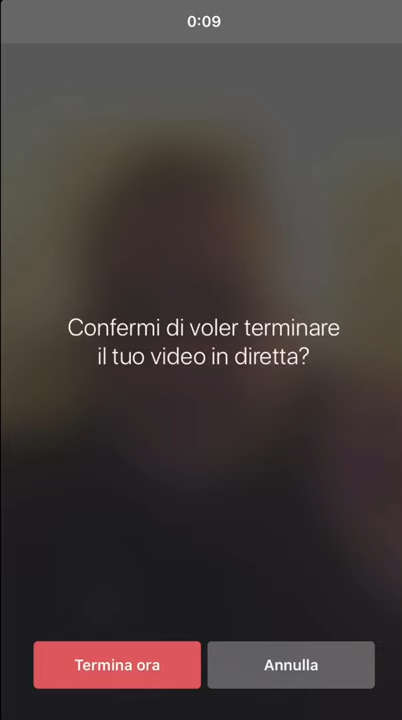 0:09
Confermi di voler terminare
il tuo video in diretta?
Termina ora
Annulla